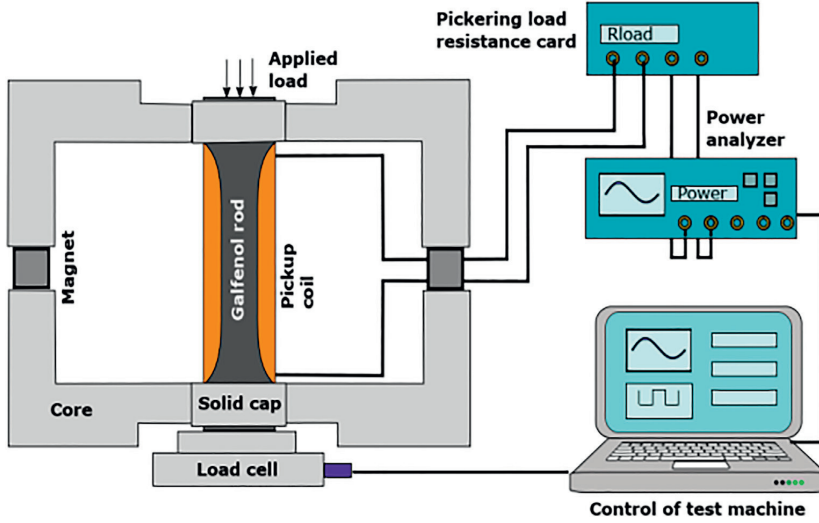 Pickering load
resistance card
Rload
Applied
load
Power
analyzer
Power
Galfenol rod
Pickup
coil
Magnet
Core
Solid cap
Load cell
Control of test machine